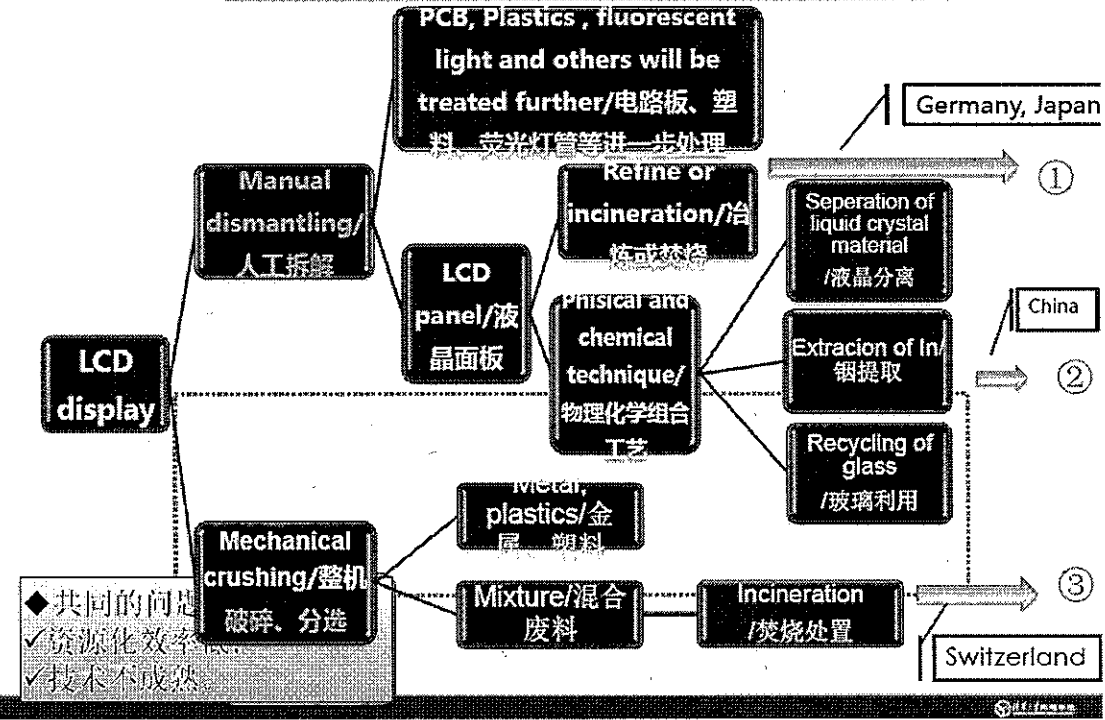 PCB, Plastics , fluorescent
light and others will be
treated further/电路板、塑
料、荧光灯管等进一步处理
Germany, Japan
①
Manual
dismantling/
人工拆解
Refine or
incineration/冶
炼或焚烧
Seperation of
liquid crystal
material
/液晶分离
LCD
panel/液
晶面板
China
②
Phisical and
chemical
technique/
物理化学组合
工艺
Extracion of In/
铟提取
LCD
display
Recycling of
glass
/玻璃利用
Metal,
plastics/金
属、塑料
Mechanical
crushing/整机
破碎、分选
Mixture/混合
废料
Incineration
/焚烧处置
③
Switzerland
◆共同的问题
✓资源化效率低
✓技术不成熟。